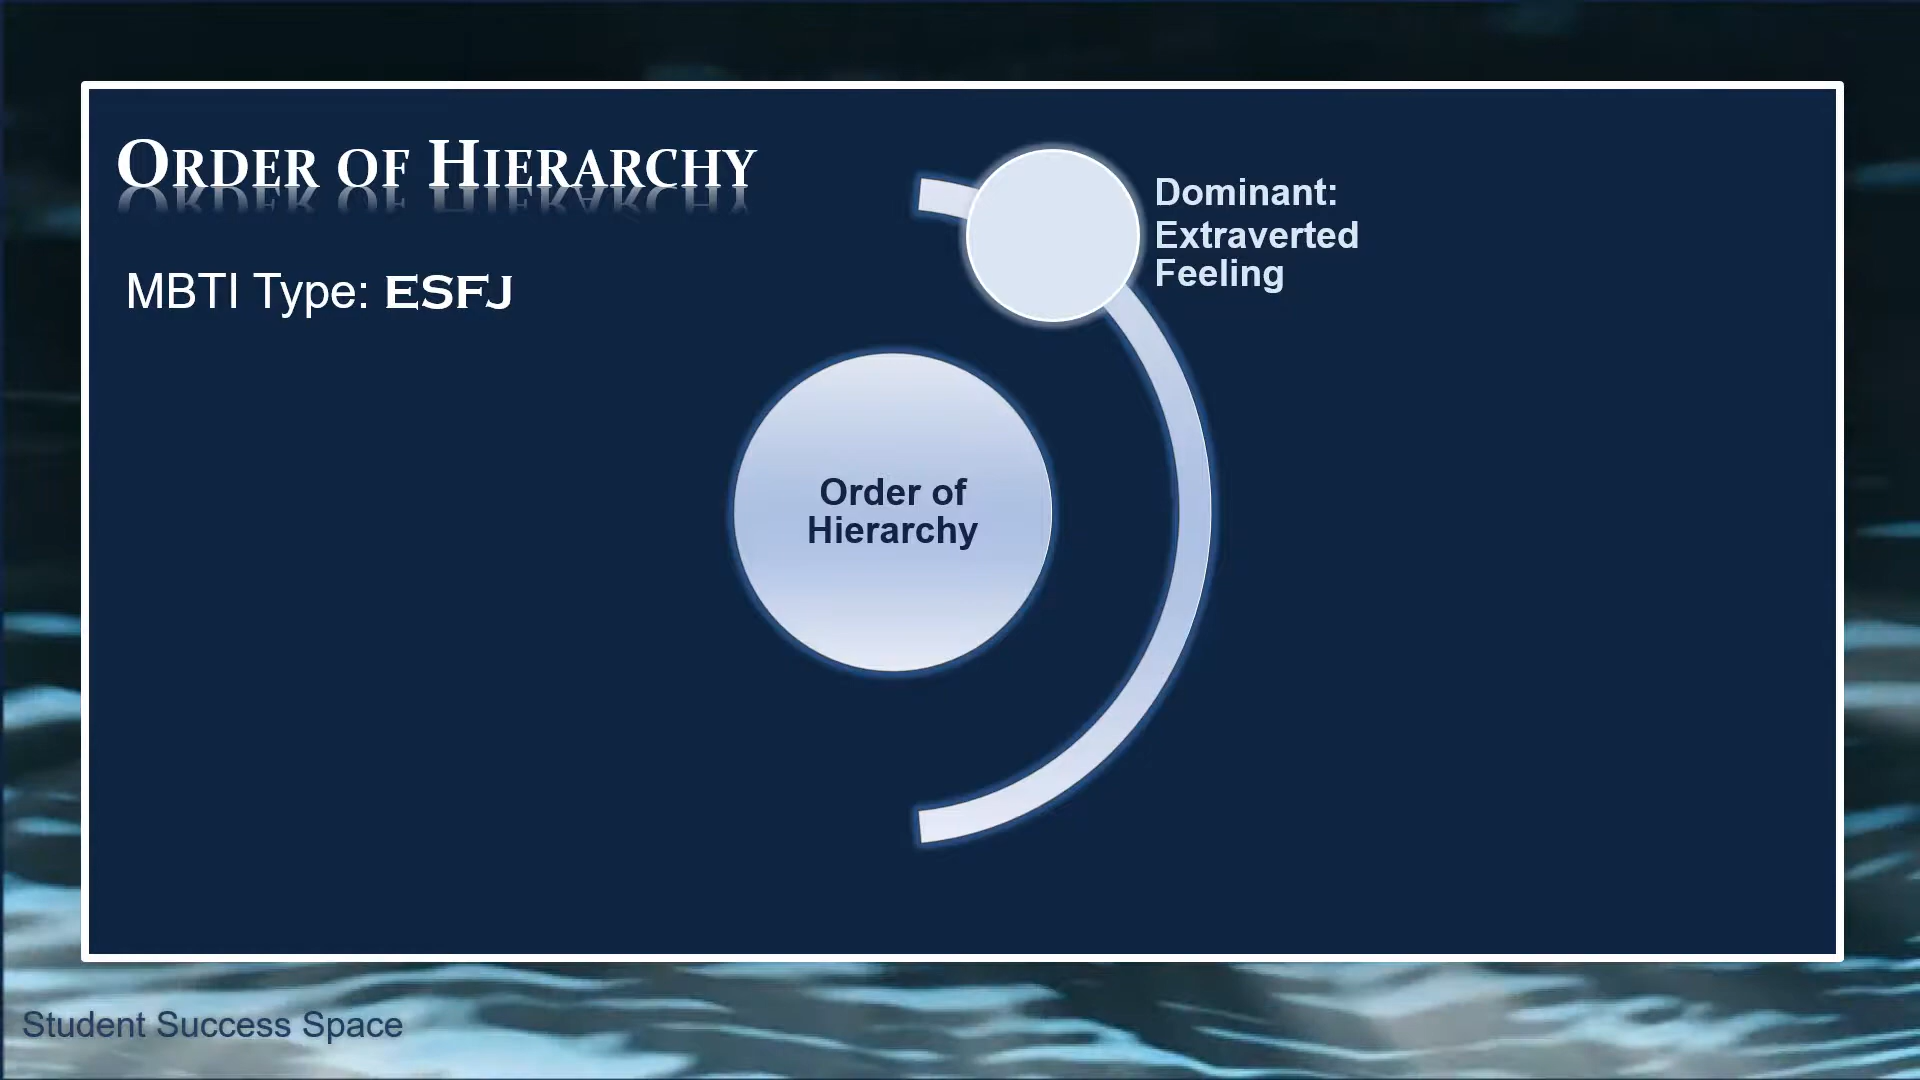 Order of Hierarchy
MBTI Type: ESFJ
Dominant:
Extraverted
Feeling
Order of
Hierarchy
Student Success Space